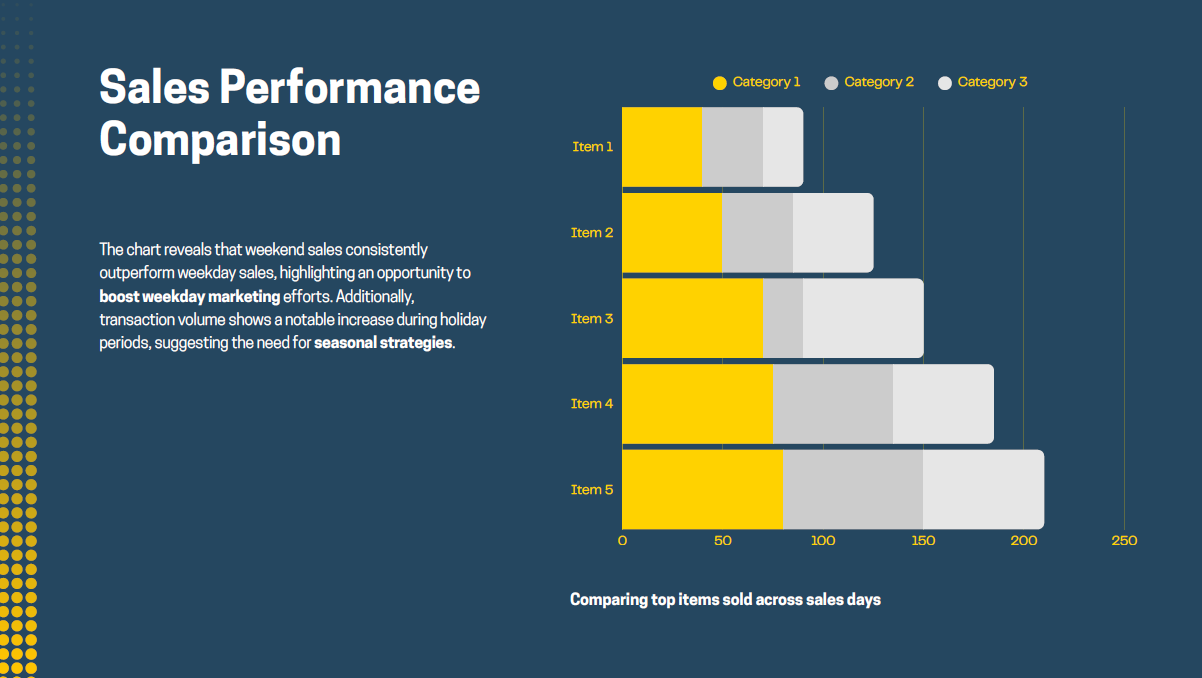 Sales Performance
Comparison
The chart reveals that weekend sales consistently
outperform weekday sales, highlighting an opportunity to
boost weekday marketing efforts. Additionally,
transaction volume shows a notable increase during holiday
periods, suggesting the need for seasonal strategies.
Category 1 Category 2 Category 3
Item 1
Item 2
Item 3
Item 4
Item 5
0 50 100 150 200 250
Comparing top items sold across sales days